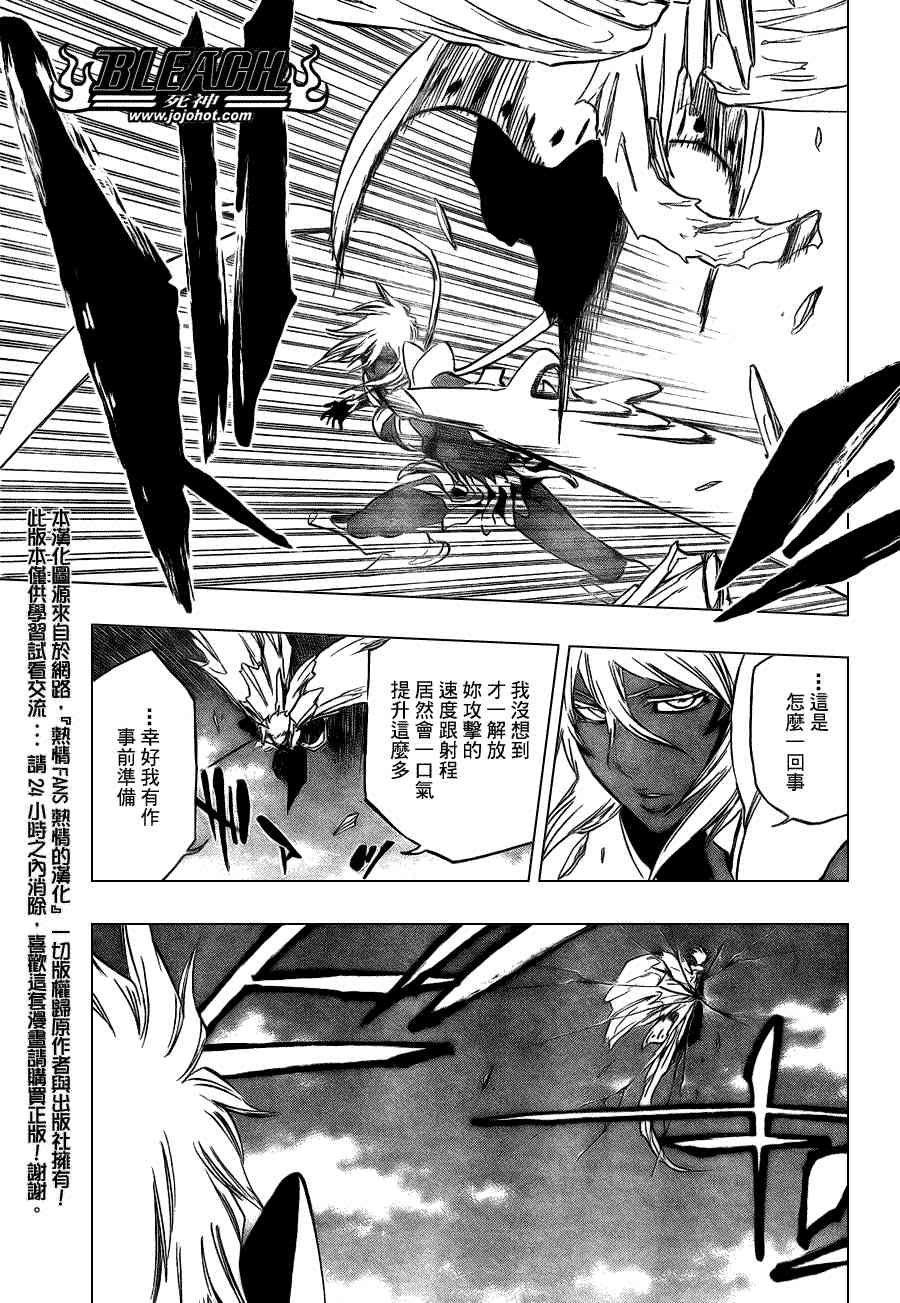 BLEACH
死神
www.jojohot.com
…這是
怎麼一回事
我沒想到
才一解放
妳攻擊的
速度跟射程
居然會一口氣
提升這麼多
…幸好我有作
事前準備
本漢化圖源來自於網路，『熱情FANS熱情的漢化』一切版權歸原作者與出版社擁有！
此版本僅供學習試看交流…請24小時之內消除，喜歡這套漫畫請購買正版！謝謝。